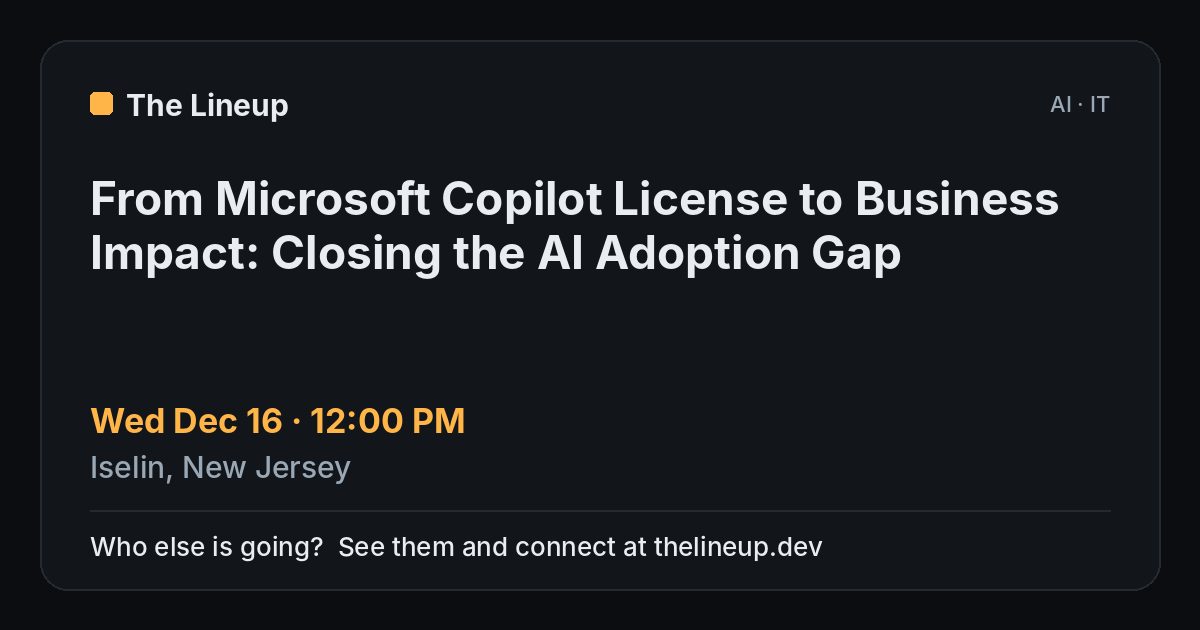 The Lineup
AI · IT
From Microsoft Copilot License to Business
Impact: Closing the AI Adoption Gap
Wed Dec 16 · 12:00 PM
Iselin, New Jersey
Who else is going? See them and connect at thelineup.dev